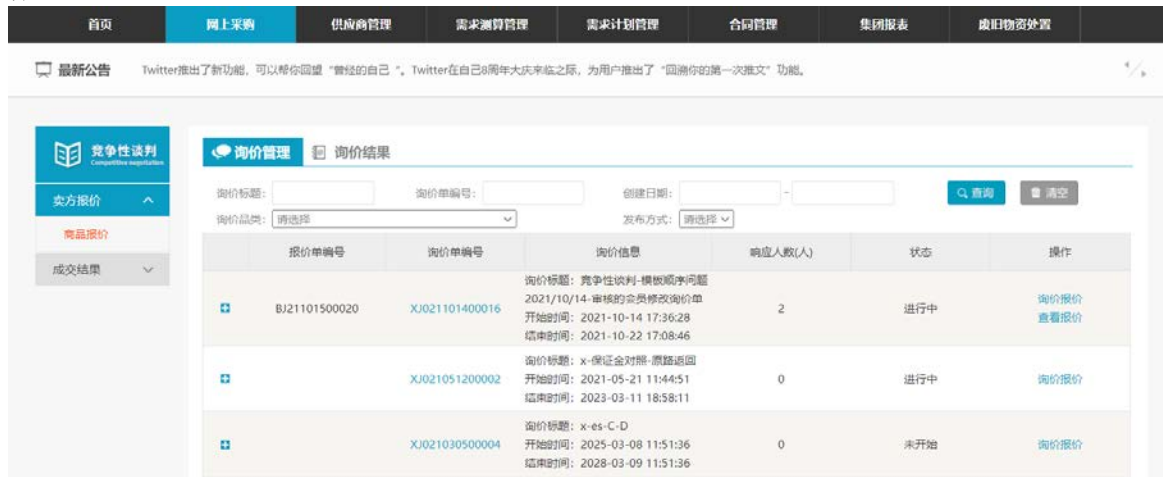 首页 网上采购 供应商管理 需求测算管理 需求计划管理 合同管理 集团报表 废旧物资处置
最新公告 Twitter推出了新功能，可以帮你回望“曾经的自己 ”。Twitter在自己8周年大庆来临之际，为用户推出了“回溯你的第一次推文”功能。
竞争性谈判
Competitive negotiation
卖方报价
商品报价
成交结果
询价管理 询价结果
询价标题: 询价单编号: 创建日期: - 查询 清空
询价品类: 请选择 发布方式: 请选择
报价单编号 询价单编号 询价信息 响应人数(人) 状态 操作
询价标题：竞争性谈判-模板顺序问题
BJ21101500020 XJ021101400016 2021/10/14-审核的会员修改询价单 2 进行中 询价报价
开始时间：2021-10-14 17:36:28 查看报价
结束时间：2021-10-22 17:08:46
询价标题：x-保证金对照-原路返回
XJ021051200002 开始时间：2021-05-21 11:44:51 0 进行中 询价报价
结束时间：2023-03-11 18:58:11
询价标题：x-es-C-D
XJ021030500004 开始时间：2025-03-08 11:51:36 0 未开始 询价报价
结束时间：2028-03-09 11:51:36